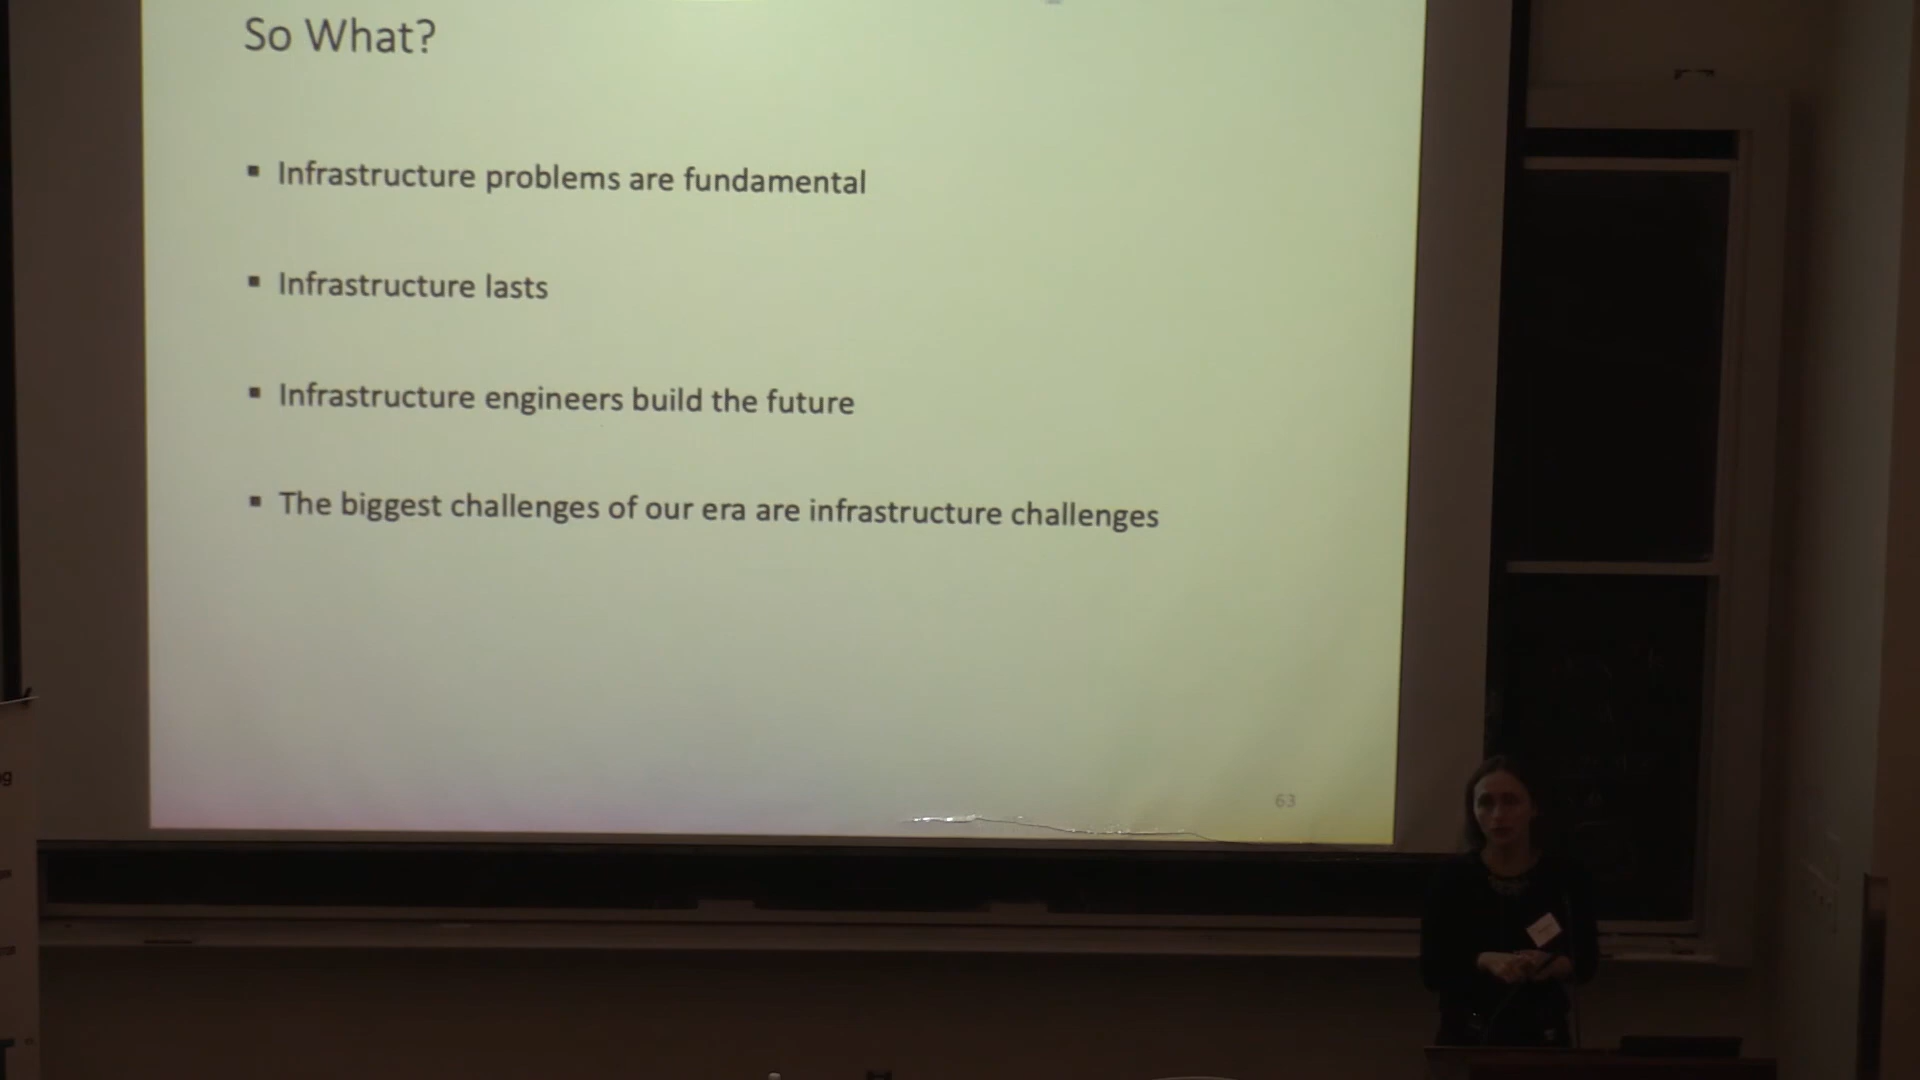 So What?
▪ Infrastructure problems are fundamental
▪ Infrastructure lasts
▪ Infrastructure engineers build the future
▪ The biggest challenges of our era are infrastructure challenges
63